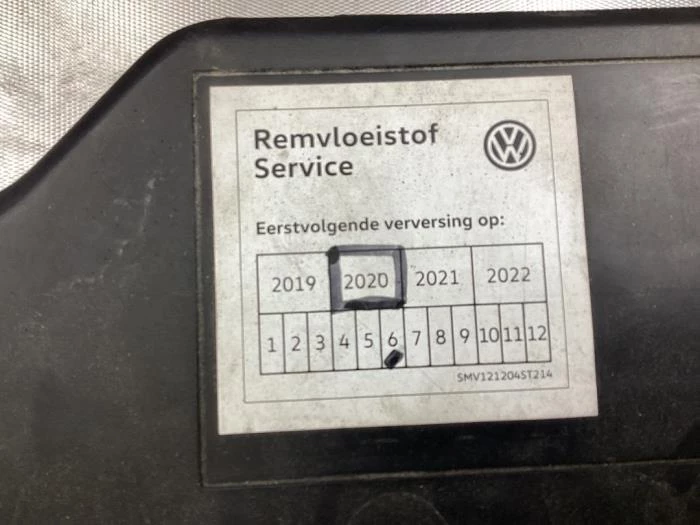 Remvloeistof
Service
Eerstvolgende verversing op:
2019 2020 2021 2022
1 2 3 4 5 6 7 8 9 10 11 12
SMV121204ST214